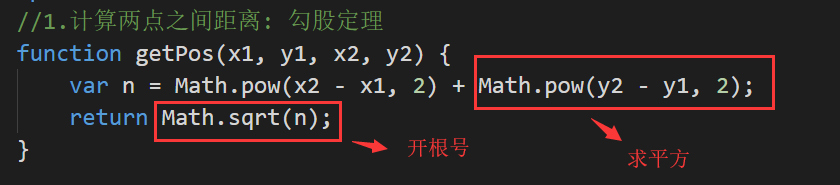 //1.计算两点之间距离: 勾股定理
function getPos(x1, y1, x2, y2) {
    var n = Math.pow(x2 - x1, 2) + Math.pow(y2 - y1, 2);
    return Math.sqrt(n);
}
开根号
求平方